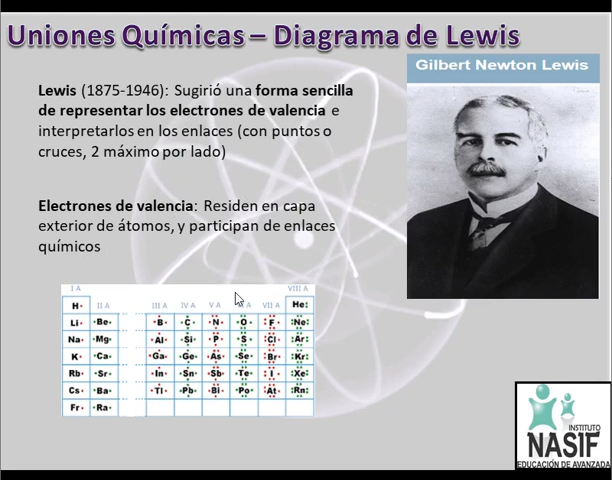 Uniones Químicas – Diagrama de Lewis
Gilbert Newton Lewis
Lewis (1875-1946): Sugirió una forma sencilla
de representar los electrones de valencia e
interpretarlos en los enlaces (con puntos o
cruces, 2 máximo por lado)
Electrones de valencia: Residen en capa
exterior de átomos, y participan de enlaces
químicos
I A VIII A
H He
II A III A IV A V A A VII A
Li Be B C N O F Ne
Na Mg Al Si P S Cl Ar
K Ca Ga Ge As Se Br Kr
Rb Sr In Sn Sb Te I Xe
Cs Ba Tl Pb Bi Po At Rn
Fr Ra
INSTITUTO
NASIF
EDUCACIÓN DE AVANZADA